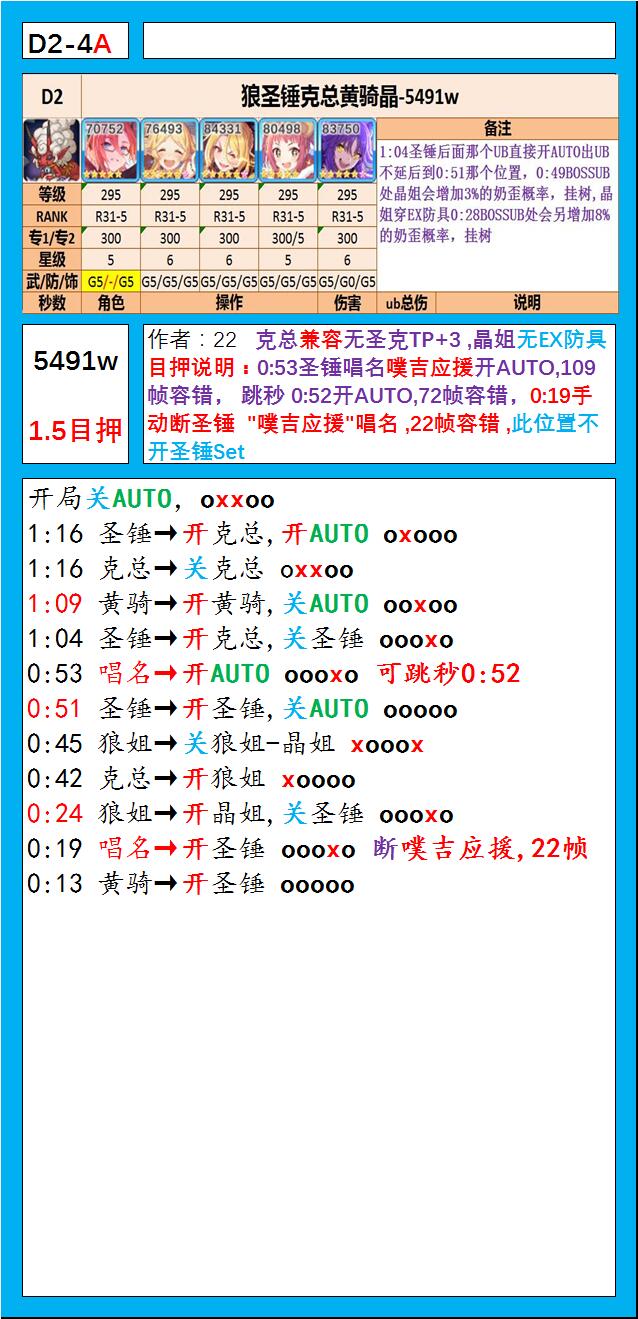 D2-4A
D2 狼圣锤克总黄骑晶-5491w
70752 76493 84331 80498 83750 备注
1:04圣锤后面那个UB直接开AUTO出UB
不延后到0:51那个位置，0:49BOSSUB
处晶姐会增加3%的奶歪概率，挂树,晶
姐穿EX防具0:28BOSSUB处会另增加8%
的奶歪概率，挂树
等级 295 295 295 295 295
RANK R31-5 R31-5 R31-5 R31-5 R31-5
专1/专2 300 300 300 300/5 300
星级 5 6 6 5 6
武/防/饰 G5/-/G5 G5/G5/G5 G5/G5/G5 G5/G5/G5 G5/G0/G5
秒数 角色 操作 伤害 ub总伤 说明
5491w
1.5目押
作者：22 克总兼容无圣克TP+3 ,晶姐无EX防具
目押说明：0:53圣锤唱名噗吉应援开AUTO,109
帧容错， 跳秒 0:52开AUTO,72帧容错，0:19手
动断圣锤 "噗吉应援"唱名 ,22帧容错 ,此位置不
开圣锤Set
开局关AUTO, oxxoo
1:16 圣锤→开克总,开AUTO oxooo
1:16 克总→关克总 oxxoo
1:09 黄骑→开黄骑,关AUTO ooxoo
1:04 圣锤→开克总,关圣锤 oooxo
0:53 唱名→开AUTO oooxo 可跳秒0:52
0:51 圣锤→开圣锤,关AUTO ooooo
0:45 狼姐→关狼姐-晶姐 xooox
0:42 克总→开狼姐 xoooo
0:24 狼姐→开晶姐,关圣锤 oooxo
0:19 唱名→开圣锤 oooxo 断噗吉应援,22帧
0:13 黄骑→开圣锤 ooooo